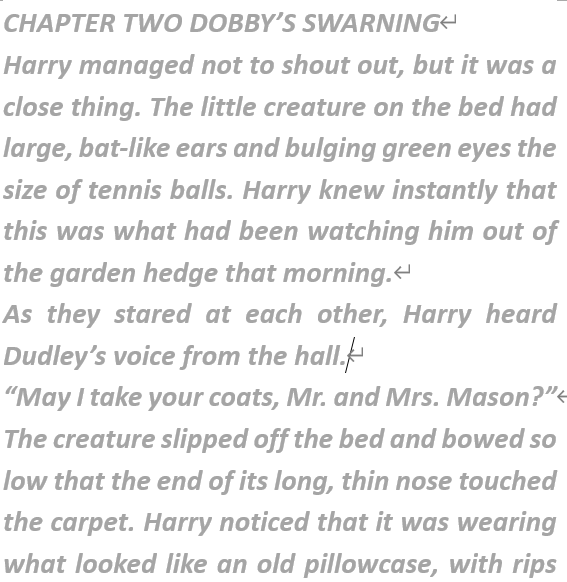 CHAPTER TWO DOBBY’S SWARNING
Harry managed not to shout out, but it was a
close thing. The little creature on the bed had
large, bat-like ears and bulging green eyes the
size of tennis balls. Harry knew instantly that
this was what had been watching him out of
the garden hedge that morning.
As they stared at each other, Harry heard
Dudley’s voice from the hall.
“May I take your coats, Mr. and Mrs. Mason?”
The creature slipped off the bed and bowed so
low that the end of its long, thin nose touched
the carpet. Harry noticed that it was wearing
what looked like an old pillowcase, with rips